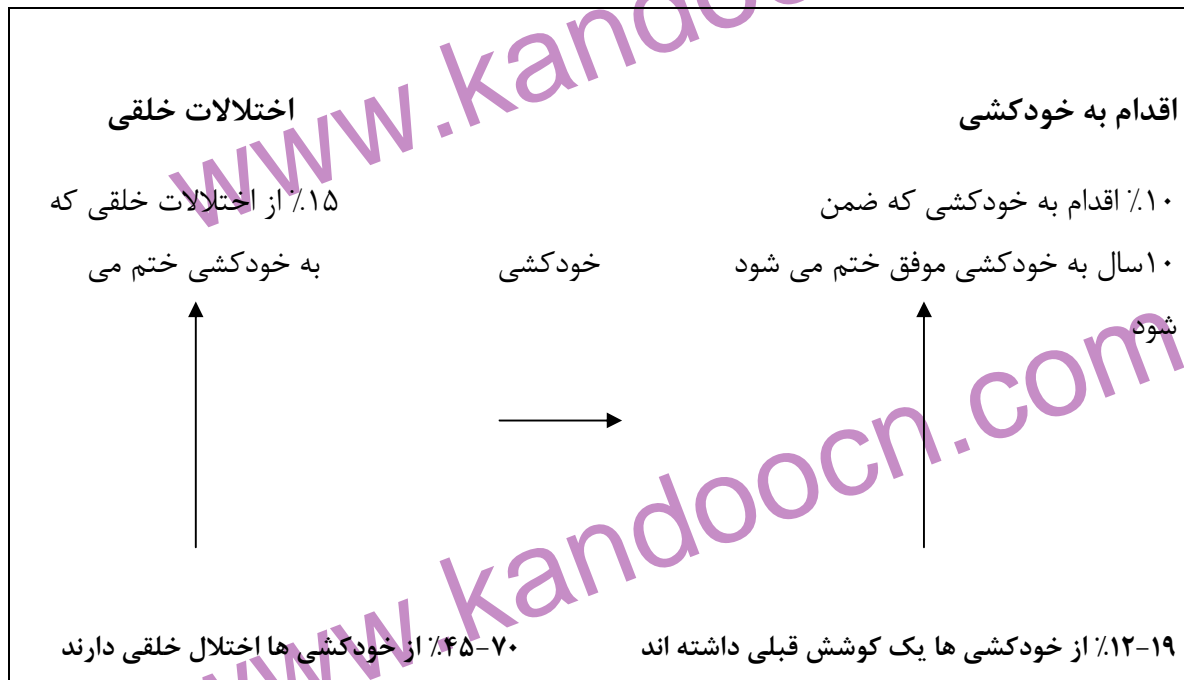 www.kandoocn.com
اقدام به خودکشی اختلالات خلقی
۱۰٪ اقدام به خودکشی که ضمن ۱۵٪ از اختلالات خلقی که
۱۰سال به خودکشی موفق ختم می شود خودکشی به خودکشی ختم می
شود
۱۲-۱۹٪ از خودکشی ها یک کوشش قبلی داشته اند ۴۵-۷۰٪ از خودکشی ها اختلال خلقی دارند
www.kandoocn.com